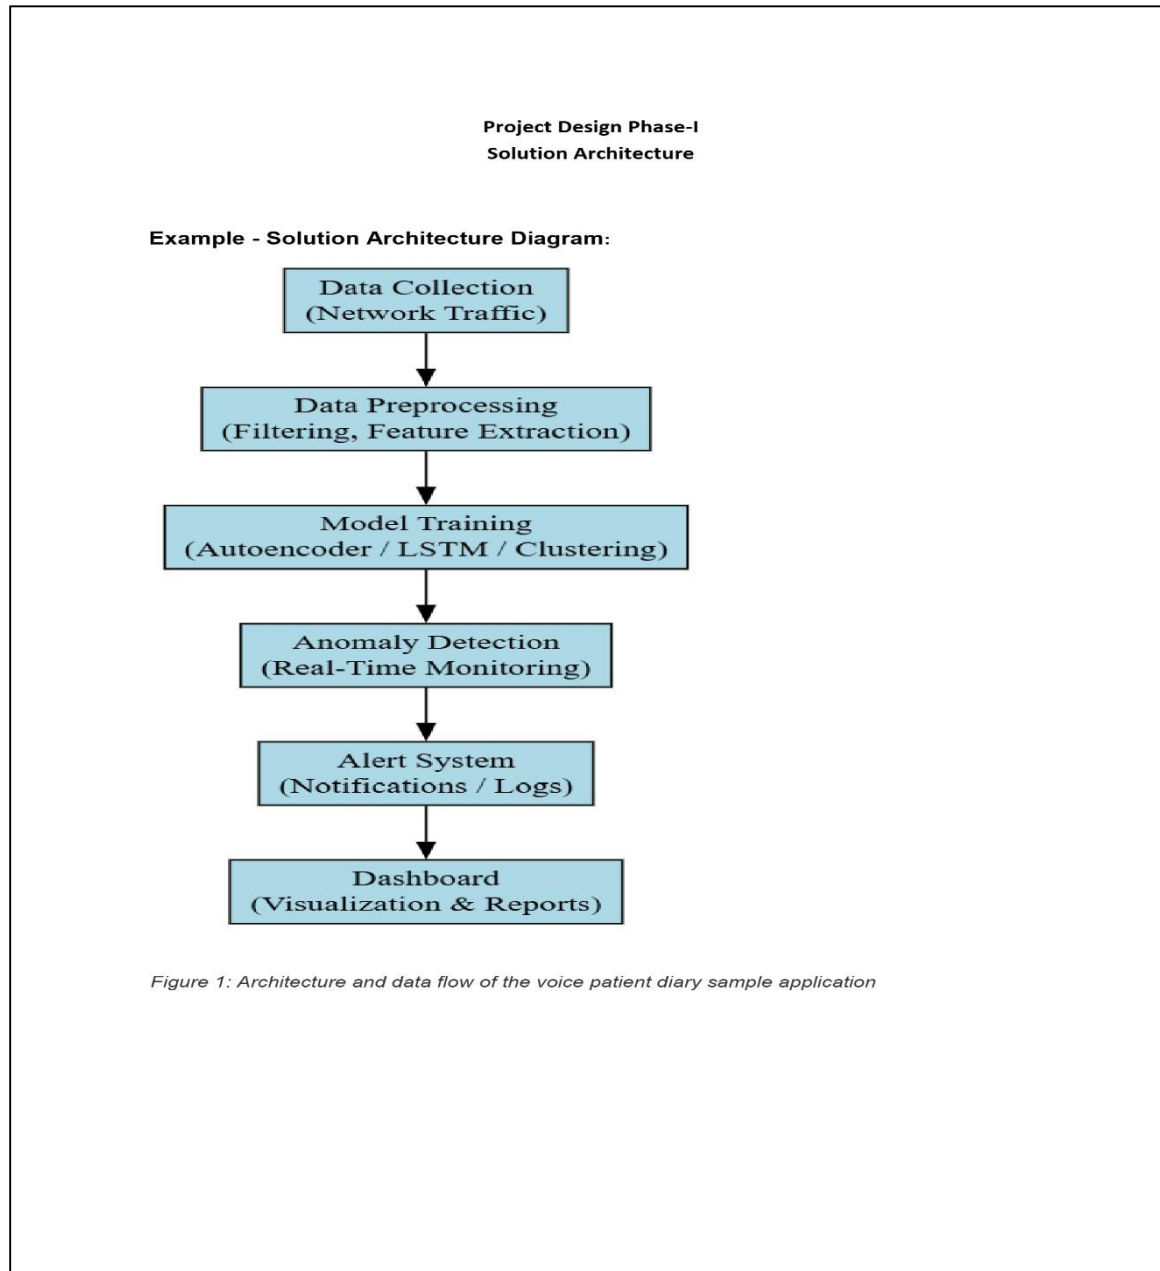 Project Design Phase-I
Solution Architecture
Example - Solution Architecture Diagram:
Data Collection
(Network Traffic)
Data Preprocessing
(Filtering, Feature Extraction)
Model Training
(Autoencoder / LSTM / Clustering)
Anomaly Detection
(Real-Time Monitoring)
Alert System
(Notifications / Logs)
Dashboard
(Visualization & Reports)
Figure 1: Architecture and data flow of the voice patient diary sample application